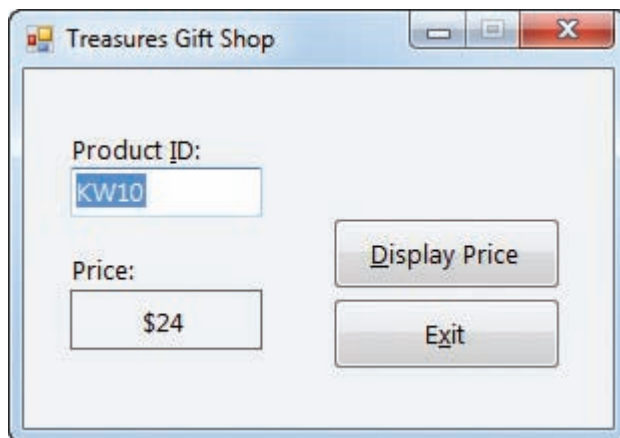 Treasures Gift Shop
Product ID:
KW10
Price:
$24
Display Price
Exit